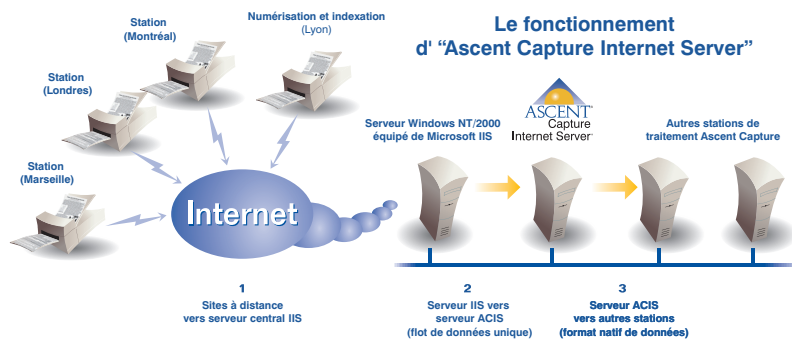 Le fonctionnement
d' "Ascent Capture Internet Server"
Numérisation et indexation
(Lyon)
Station
(Montréal)
Station
(Londres)
Station
(Marseille)
Internet
Serveur Windows NT/2000
équipé de Microsoft IIS
ASCENT
Capture
Internet Server
Autres stations de
traitement Ascent Capture
1
Sites à distance
vers serveur central IIS
2
Serveur IIS vers
serveur ACIS
(flot de données unique)
3
Serveur ACIS
vers autres stations
(format natif de données)